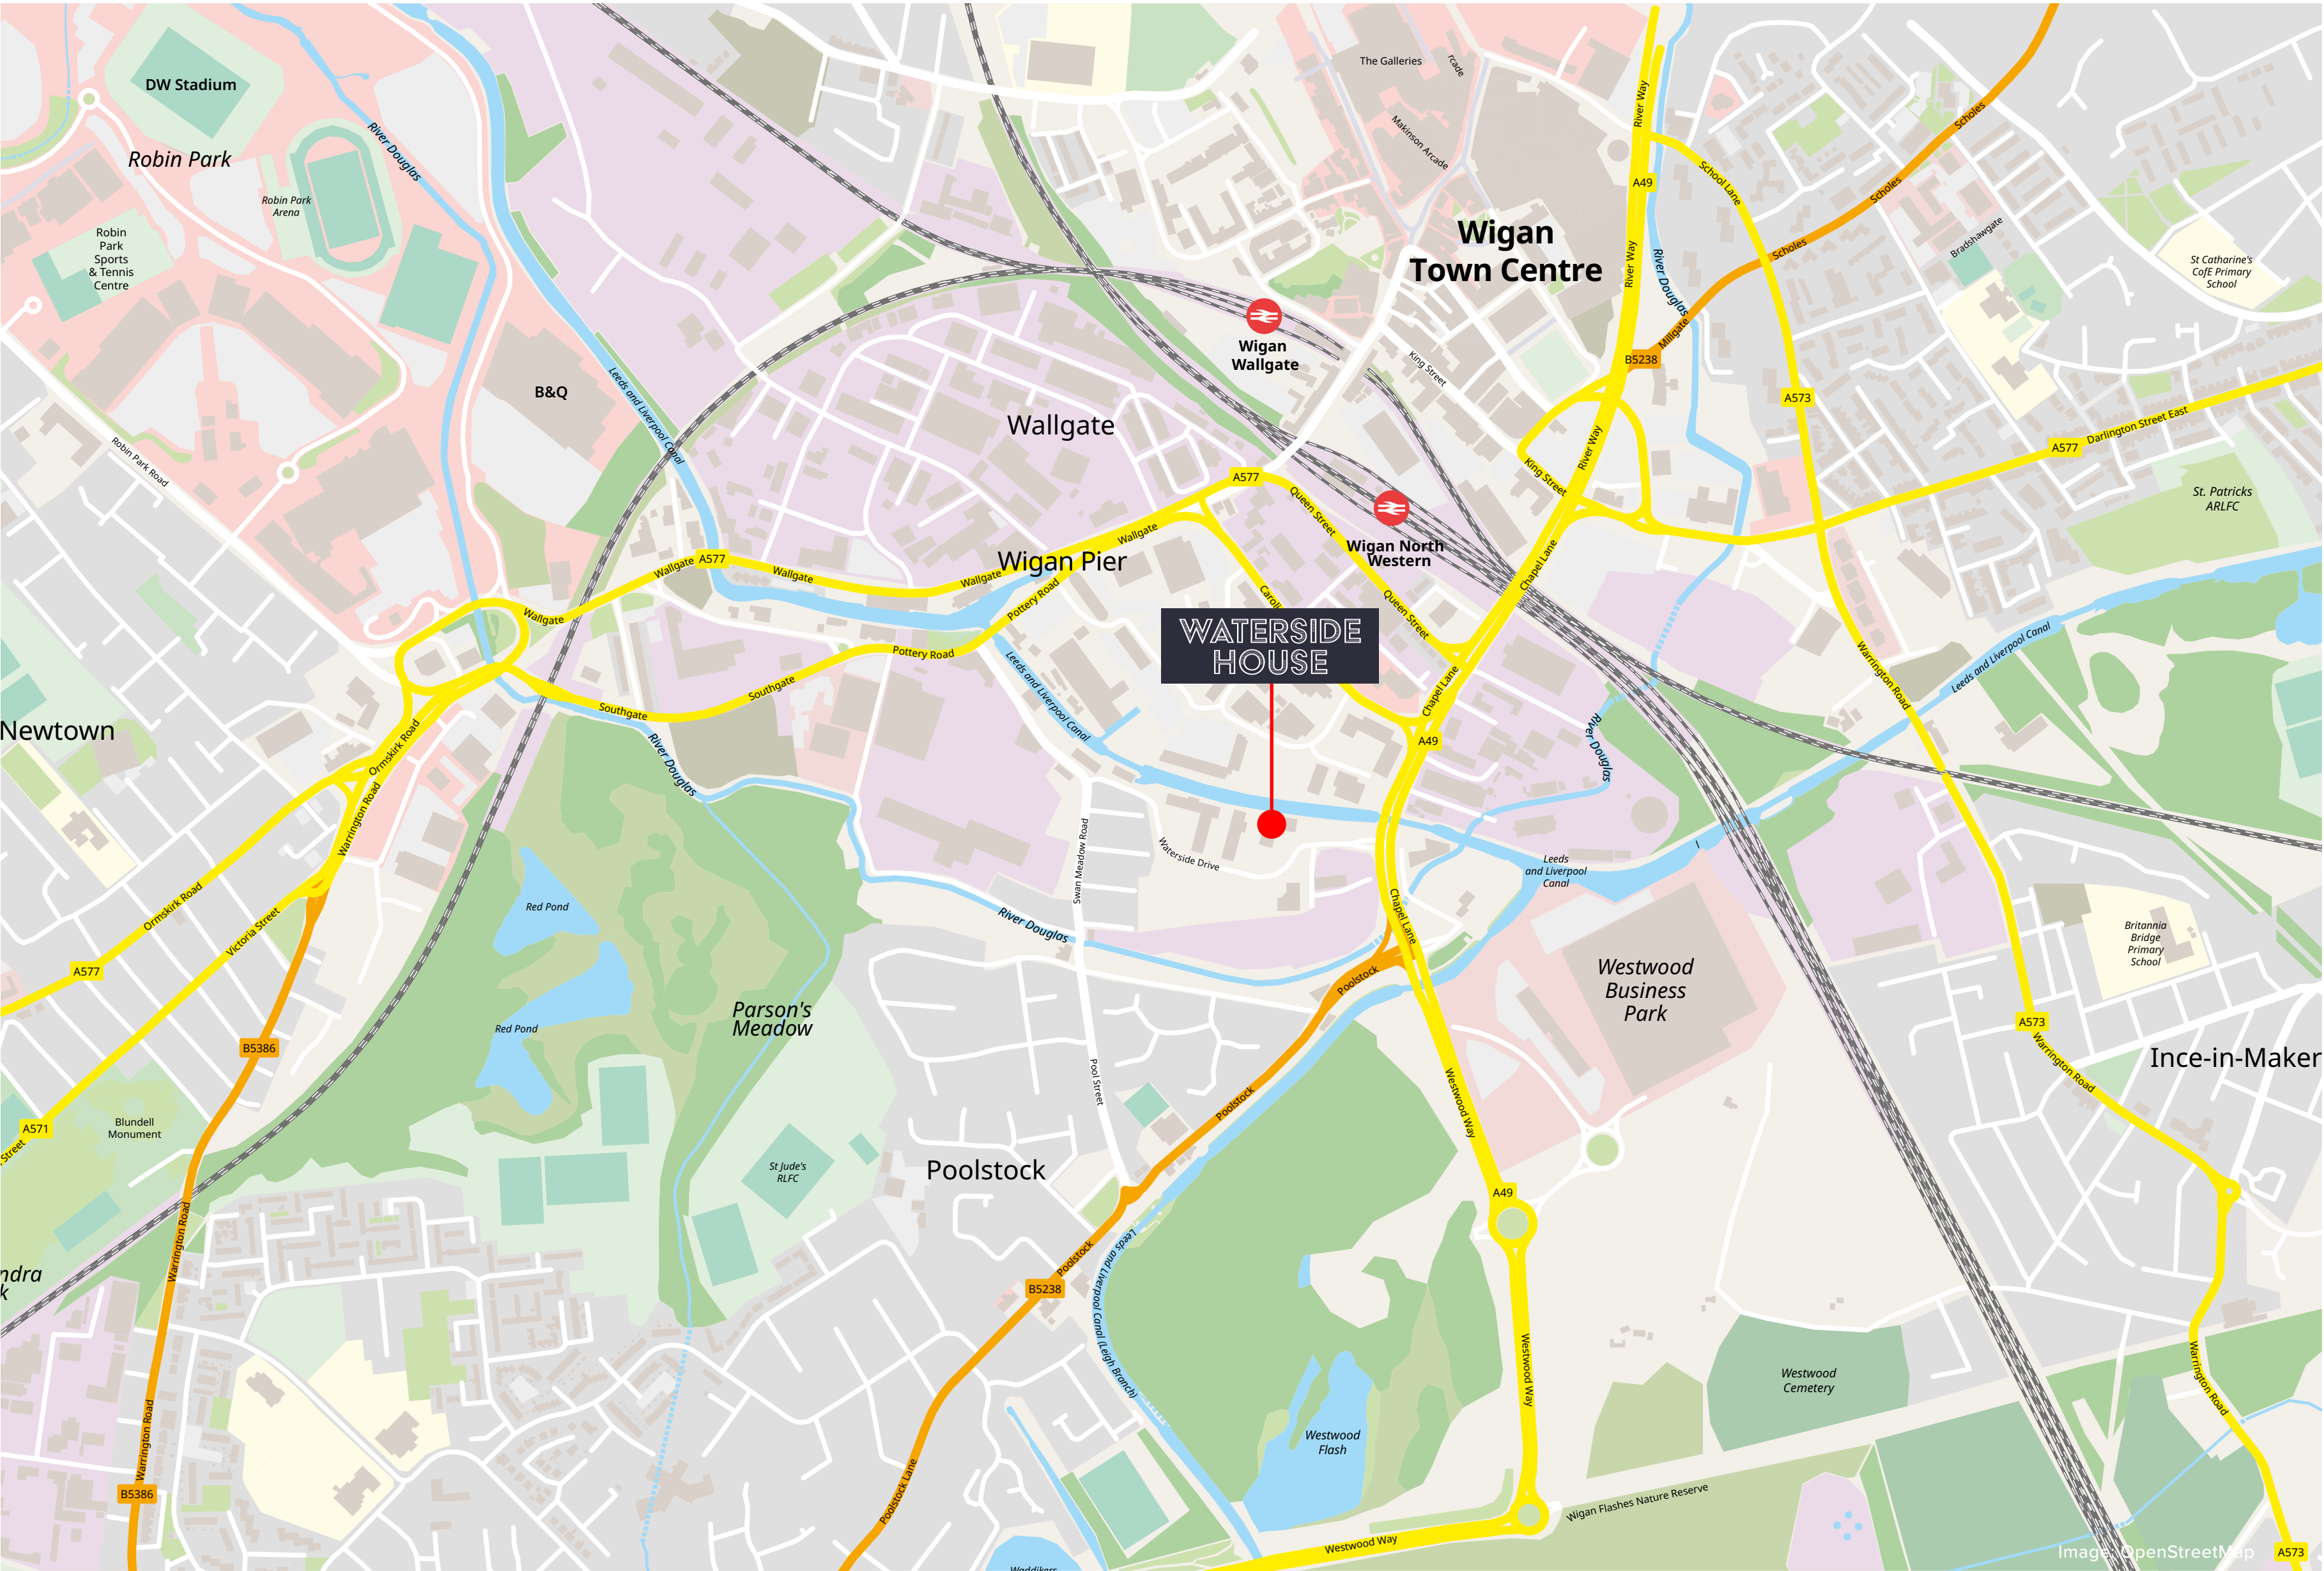 The Galleries
rcade
Makinson Arcade
River Way
A49
School Lane
Scholes
Scholes
Scholes
DW Stadium
Robin Park
River Douglas
Robin Park
Arena
Robin
Park
Sports
& Tennis
Centre
Wigan
Town Centre
River Way
River Douglas
Bradshawgate
St Catharine's
CofE Primary
School
Wigan
Wallgate
King Street
B5238
Millgate
A573
B&Q
Leeds and Liverpool Canal
Wallgate
Robin Park Road
River Way
A577
Darlington Street East
A577
King Street
Queen Street
St. Patricks
ARLFC
Wigan North
Western
Wigan Pier
Wallgate
A577
Wallgate
Wallgate
Wallgate
Wallgate
Pottery Road
Chapel Lane
Queen Street
WATERSIDE
HOUSE
Pottery Road
Southgate
Southgate
Leeds and Liverpool Canal
Chapel Lane
A49
River Douglas
Warrington Road
Leeds and Liverpool Canal
Newtown
Ormskirk Road
Warrington Road
River Douglas
Swan Meadow Road
Waterside Drive
Leeds
and Liverpool
Canal
Chapel Lane
Ormskirk Road
Victoria Street
A577
Red Pond
River Douglas
Poolstock
Britannia
Bridge
Primary
School
Westwood
Business
Park
Parson's
Meadow
Red Pond
B5386
A573
Warrington Road
Ince-in-Maker
Pool Street
Poolstock
Westwood Way
A571
Street
Blundell
Monument
St Jude's
RLFC
Poolstock
A49
Warrington Road
ndra
k
Poolstock
B5238
Leeds and Liverpool Canal (Leigh Branch)
Westwood Way
Westwood
Cemetery
Warrington Road
Westwood
Flash
Warrington Road
B5386
Poolstock Lane
Wigan Flashes Nature Reserve
Westwood Way
A573
Image: OpenStreetMap